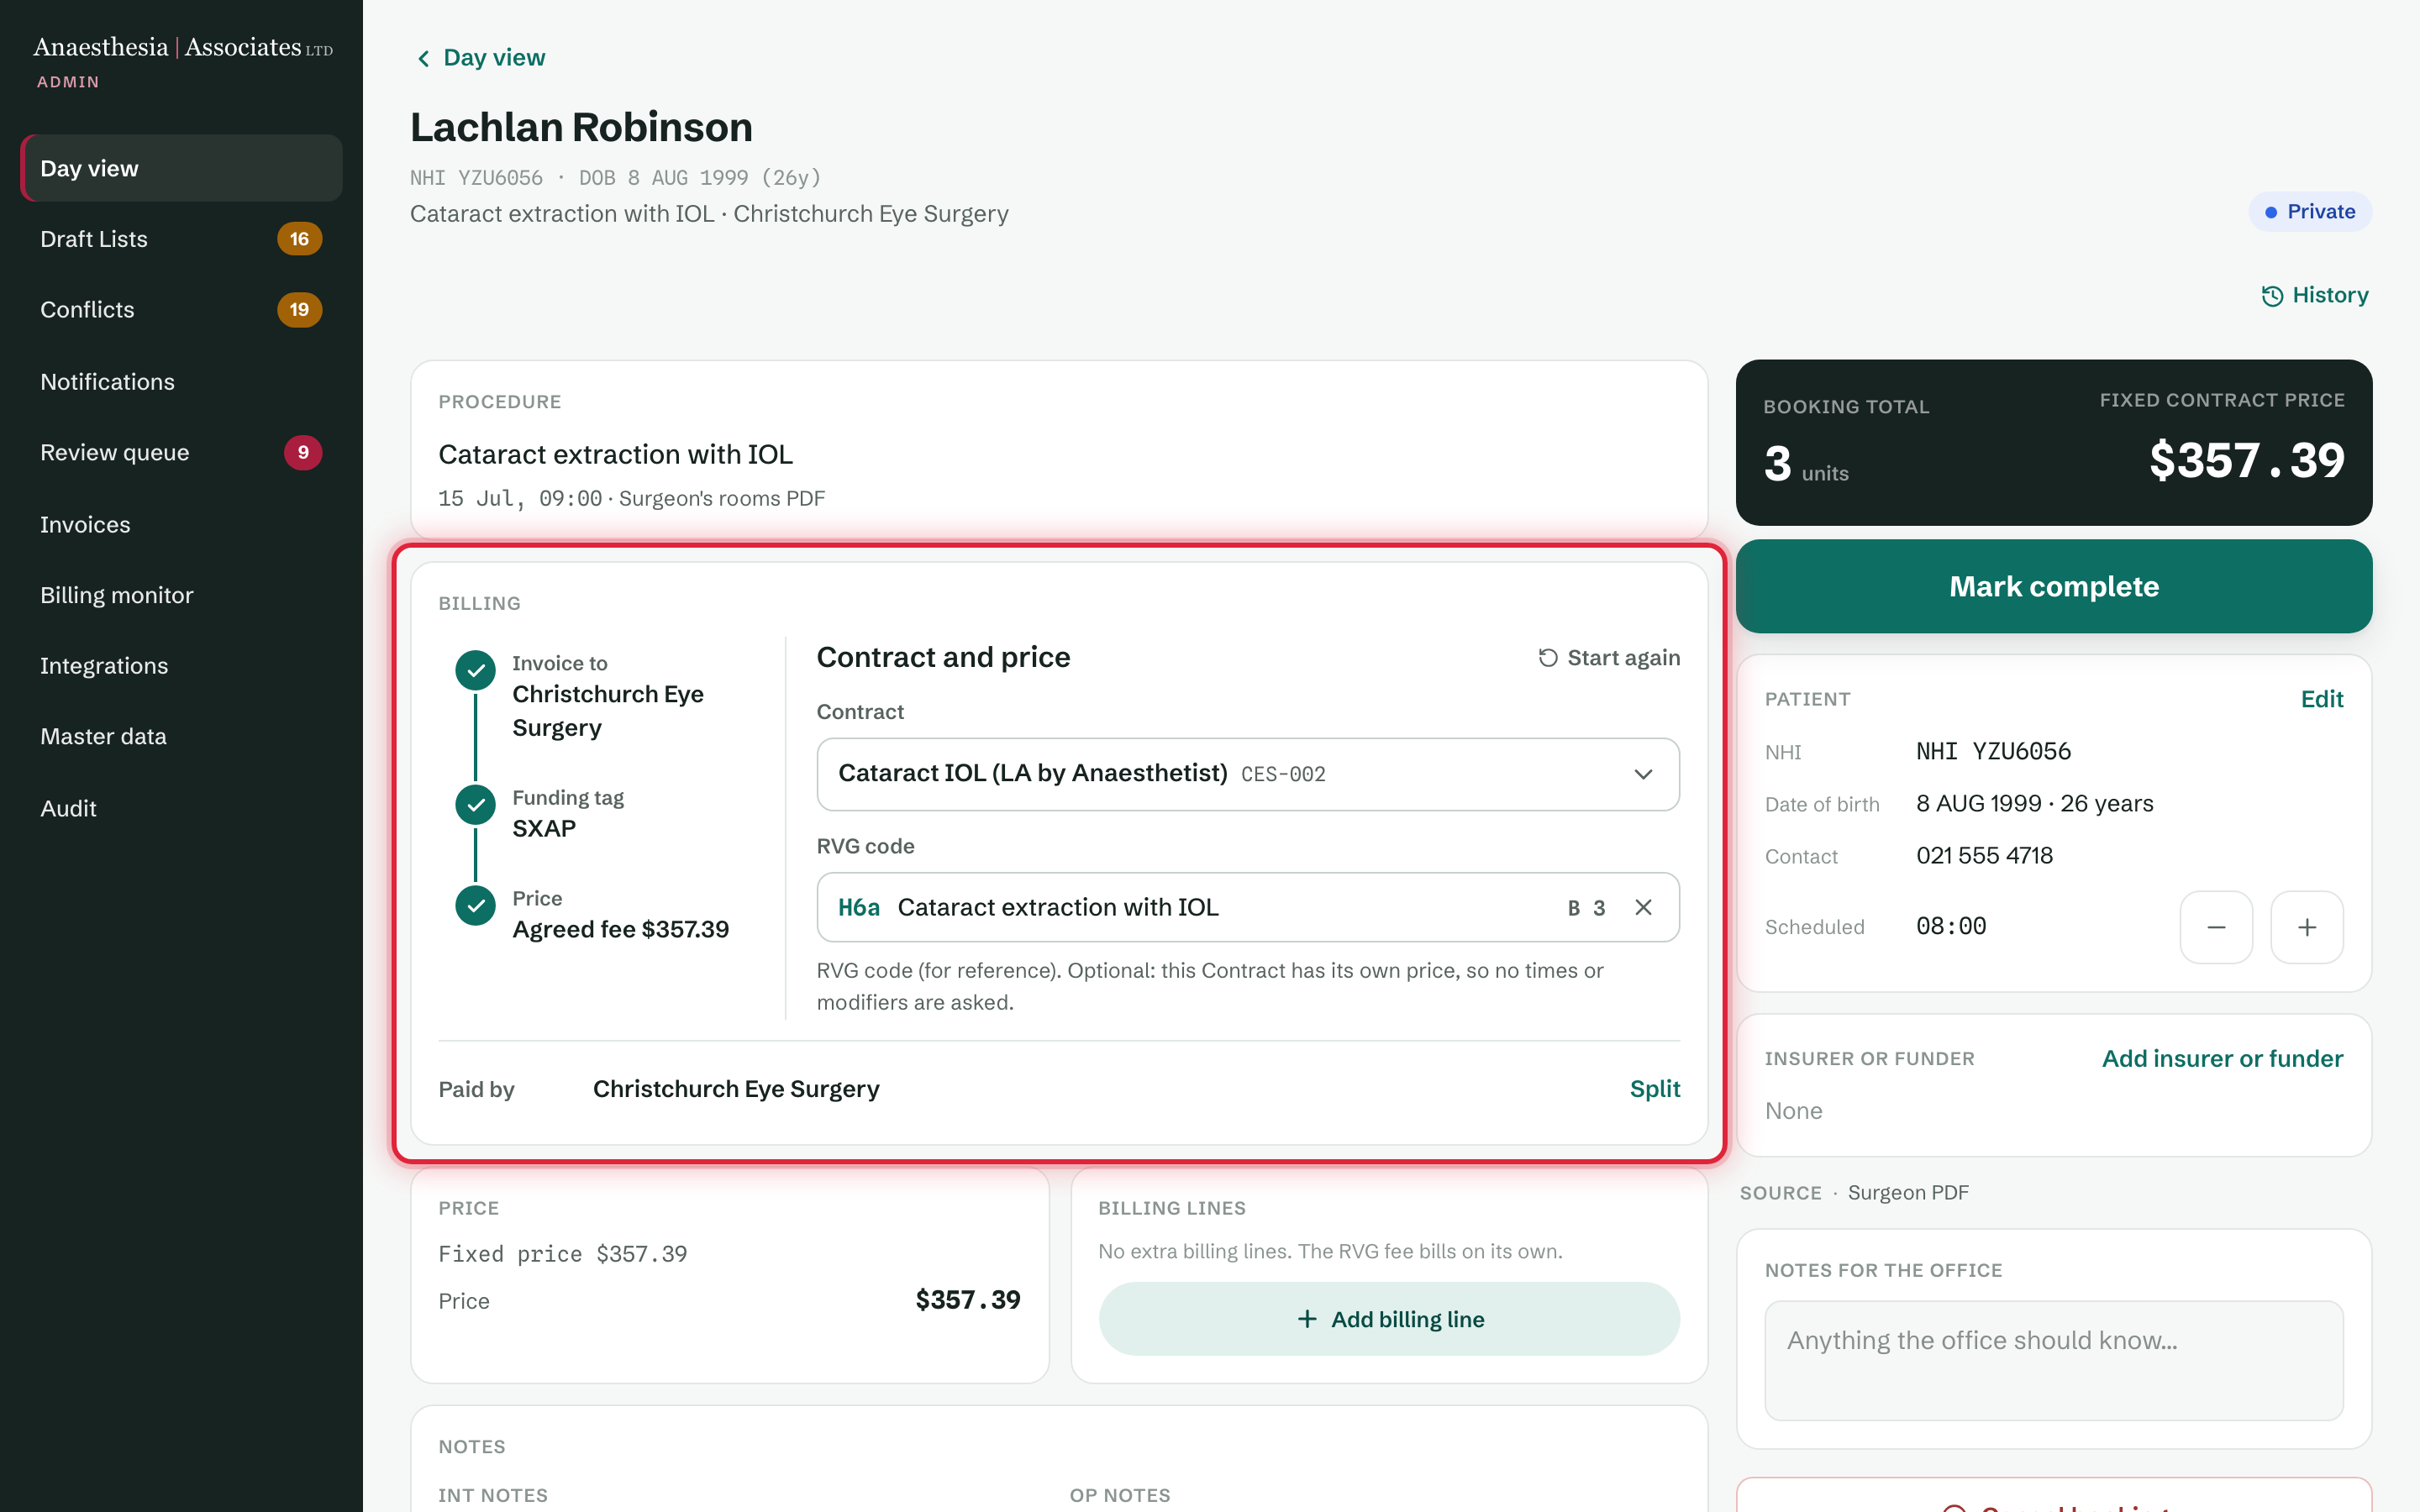 Anaesthesia | Associates LTD
ADMIN
Day view
Draft Lists 16
Conflicts 19
Notifications
Review queue 9
Invoices
Billing monitor
Integrations
Master data
Audit
Day view
Lachlan Robinson
NHI YZU6056 · DOB 8 AUG 1999 (26y)
Cataract extraction with IOL · Christchurch Eye Surgery
Private
History
PROCEDURE
Cataract extraction with IOL
15 Jul, 09:00 · Surgeon's rooms PDF
BILLING
Invoice to
Christchurch Eye
Surgery
Funding tag
SXAP
Price
Agreed fee $357.39
Contract and price
Start again
Contract
Cataract IOL (LA by Anaesthetist) CES-002
RVG code
H6a Cataract extraction with IOL B 3
RVG code (for reference). Optional: this Contract has its own price, so no times or
modifiers are asked.
Paid by Christchurch Eye Surgery Split
PRICE
Fixed price $357.39
Price $357.39
BILLING LINES
No extra billing lines. The RVG fee bills on its own.
Add billing line
NOTES
INT NOTES OP NOTES
BOOKING TOTAL FIXED CONTRACT PRICE
3 units $357.39
Mark complete
PATIENT Edit
NHI NHI YZU6056
Date of birth 8 AUG 1999 · 26 years
Contact 021 555 4718
Scheduled 08:00
INSURER OR FUNDER Add insurer or funder
None
SOURCE · Surgeon PDF
NOTES FOR THE OFFICE
Anything the office should know...